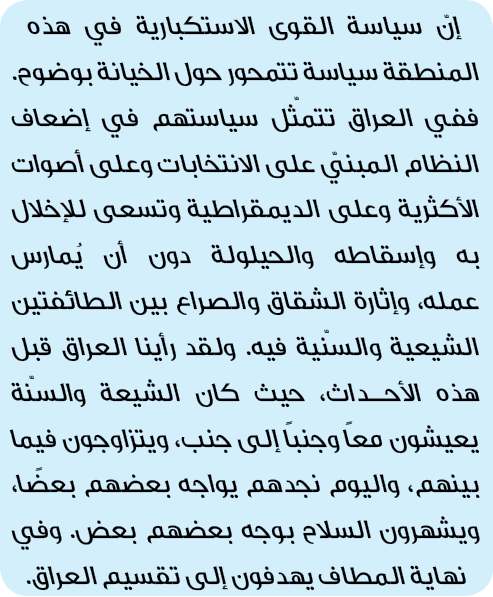 إنّ سياسة القوى الاستكبارية في هذه
المنطقة سياسة تتمحور حول الخيانة بوضوح.
ففي العراق تتمثّل سياستهم في إضعاف
النظام المبنيّ على الانتخابات وعلى أصوات
الأكثرية وعلى الديمقراطية وتسعى للإخلال
به وإسقاطه والحيلولة دون أن يُمارس
عمله، وإثارة الشقاق والصراع بين الطائفتين
الشيعية والسنّية فيه. ولقد رأينا العراق قبل
هذه الأحــداث، حيث كان الشيعة والسنّة
يعيشون معاً وجنباً إلى جنب، ويتزاوجون فيما
بينهم، واليوم نجدهم يواجه بعضهم بعضًا،
ويشهرون السلاح بوجه بعضهم بعض. وفي
نهاية المطاف يهدفون إلى تقسيم العراق.